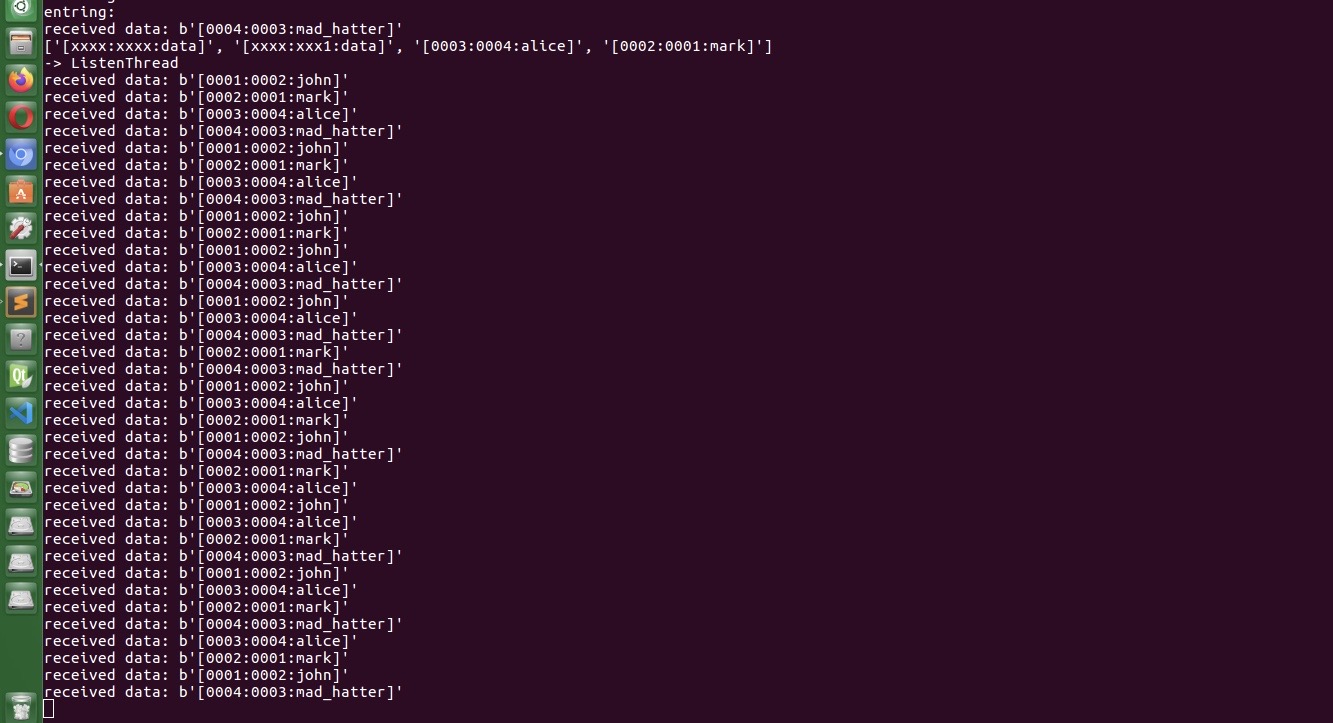 entring:
received data: b'[0004:0003:mad_hatter]'
['[xxxx:xxxx:data]', '[xxxx:xxx1:data]', '[0003:0004:alice]', '[0002:0001:mark]']
-> ListenThread
received data: b'[0001:0002:john]'
received data: b'[0002:0001:mark]'
received data: b'[0003:0004:alice]'
received data: b'[0004:0003:mad_hatter]'
received data: b'[0001:0002:john]'
received data: b'[0002:0001:mark]'
received data: b'[0003:0004:alice]'
received data: b'[0004:0003:mad_hatter]'
received data: b'[0001:0002:john]'
received data: b'[0002:0001:mark]'
received data: b'[0001:0002:john]'
received data: b'[0003:0004:alice]'
received data: b'[0004:0003:mad_hatter]'
received data: b'[0001:0002:john]'
received data: b'[0003:0004:alice]'
received data: b'[0004:0003:mad_hatter]'
received data: b'[0002:0001:mark]'
received data: b'[0004:0003:mad_hatter]'
received data: b'[0001:0002:john]'
received data: b'[0003:0004:alice]'
received data: b'[0002:0001:mark]'
received data: b'[0001:0002:john]'
received data: b'[0004:0003:mad_hatter]'
received data: b'[0002:0001:mark]'
received data: b'[0003:0004:alice]'
received data: b'[0001:0002:john]'
received data: b'[0003:0004:alice]'
received data: b'[0002:0001:mark]'
received data: b'[0004:0003:mad_hatter]'
received data: b'[0001:0002:john]'
received data: b'[0003:0004:alice]'
received data: b'[0002:0001:mark]'
received data: b'[0004:0003:mad_hatter]'
received data: b'[0003:0004:alice]'
received data: b'[0002:0001:mark]'
received data: b'[0001:0002:john]'
received data: b'[0004:0003:mad_hatter]'